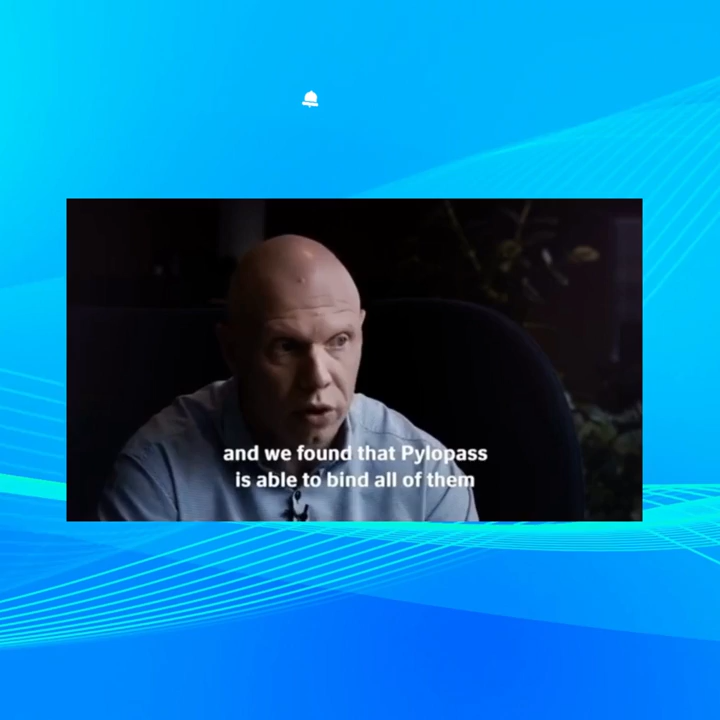 and we found that Pylopass
is able to bind all of them